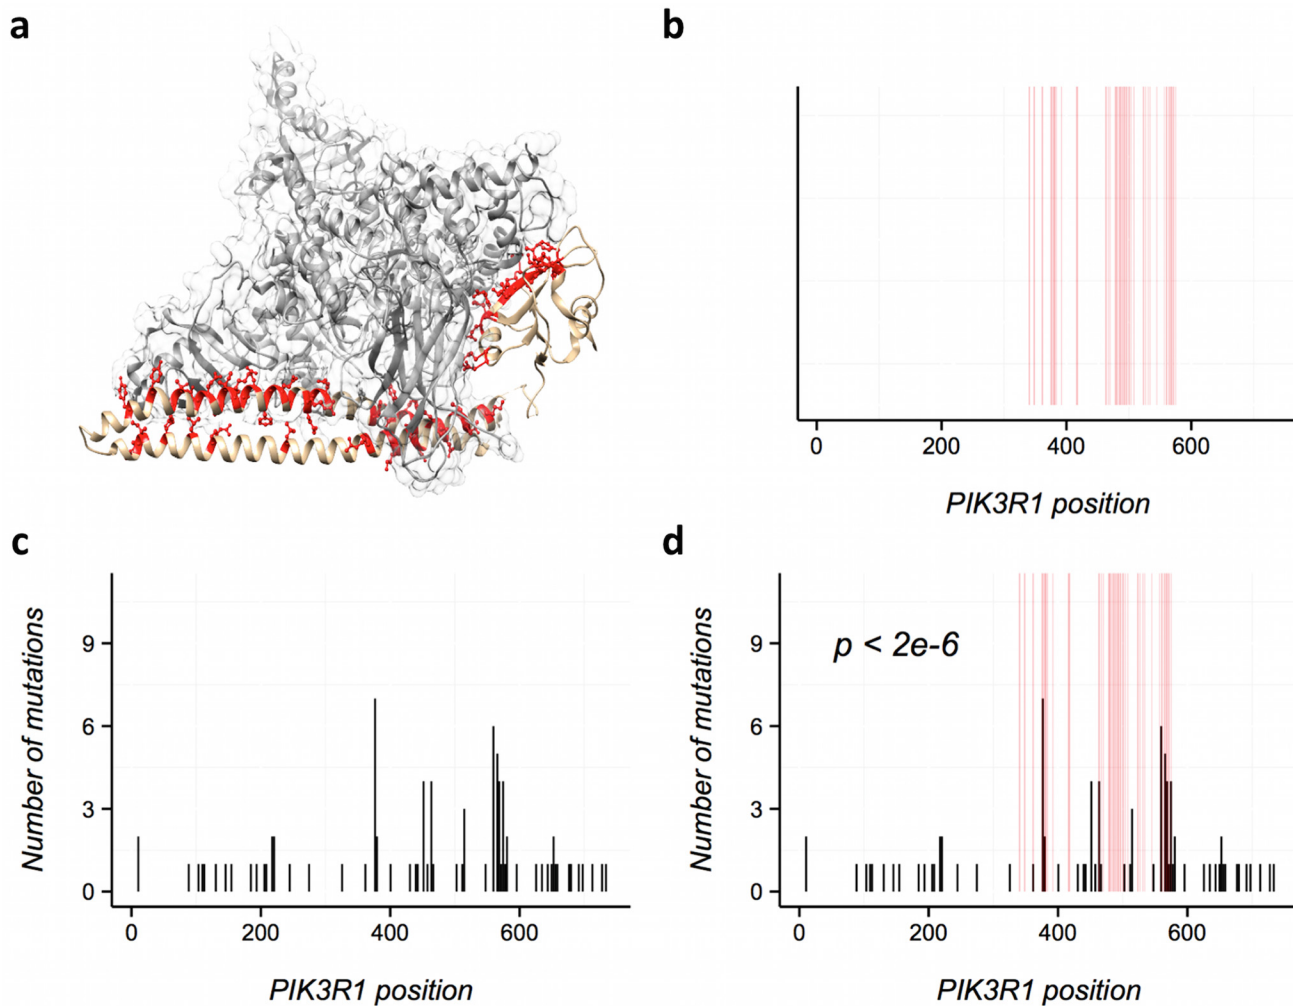 a
b
0 200 400 600
PIK3R1 position
c
Number of mutations
9
6
3
0
0 200 400 600
PIK3R1 position
d
Number of mutations
9
6
3
0
p < 2e-6
0 200 400 600
PIK3R1 position